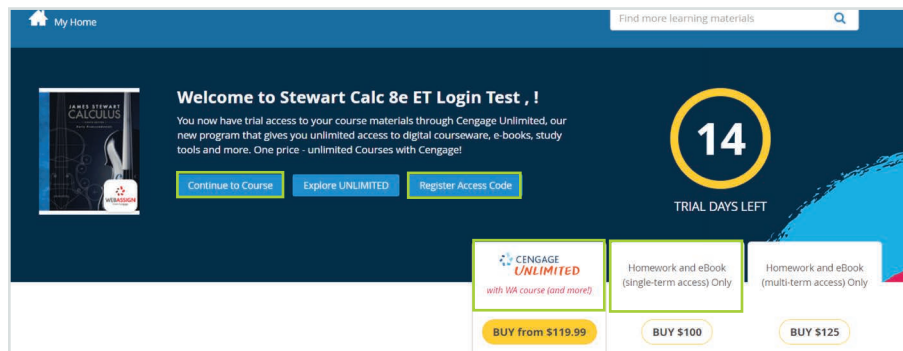 My Home
Find more learning materials
JAMES STEWART
CALCULUS
WEBASSIGN
Welcome to Stewart Calc 8e ET Login Test , !
You now have trial access to your course materials through Cengage Unlimited, our
new program that gives you unlimited access to digital courseware, e-books, study
tools and more. One price - unlimited Courses with Cengage!
Continue to Course
Explore UNLIMITED
Register Access Code
14
TRIAL DAYS LEFT
CENGAGE
UNLIMITED
with WA course (and more!)
BUY from $119.99
Homework and eBook
(single-term access) Only
BUY $100
Homework and eBook
(multi-term access) Only
BUY $125